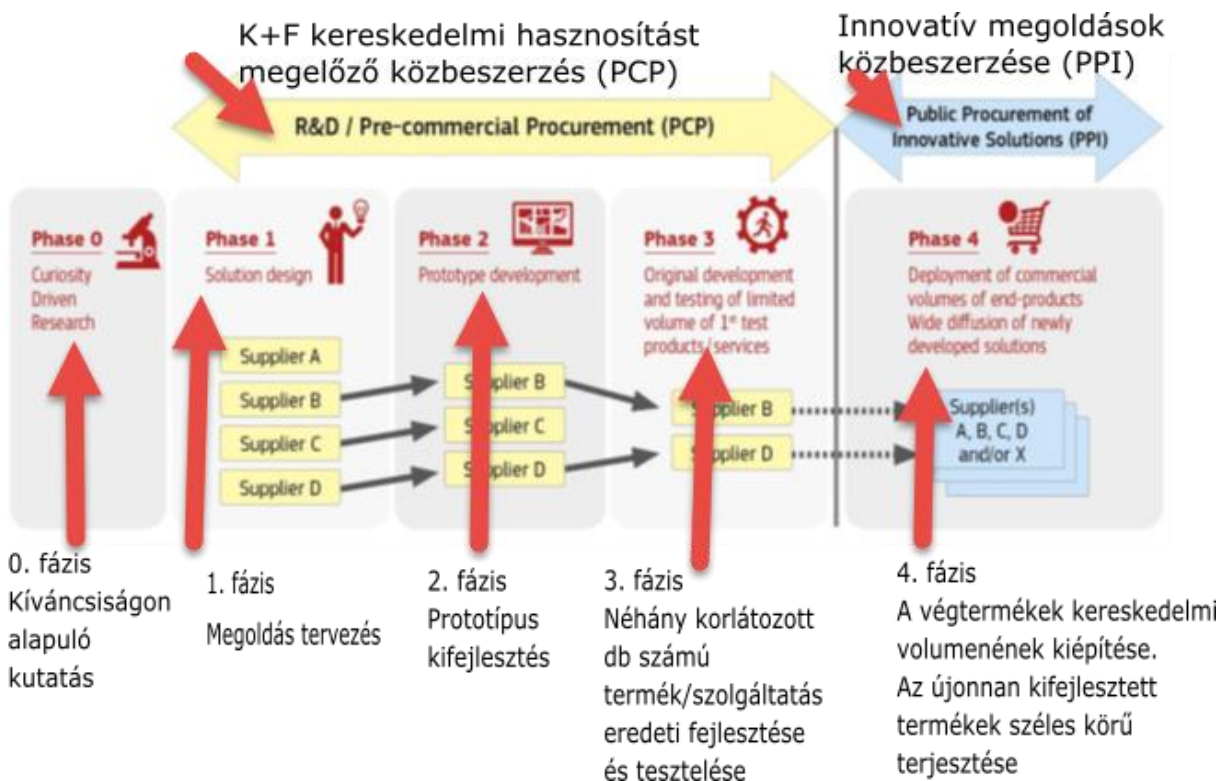 K+F kereskedelmi hasznosítást
megelőző közbeszerzés (PCP)
Innovatív megoldások
közbeszerzése (PPI)
R&D / Pre-commercial Procurement (PCP)
Public Procurement of
Innovative Solutions (PPI)
Phase 0
Curiosity
Driven
Research
Phase 1
Solution design
Supplier A
Supplier B
Supplier C
Supplier D
Phase 2
Prototype development
Supplier B
Supplier C
Supplier D
Phase 3
Original development
and testing of limited
volume of 1st test
products/services
Supplier B
Supplier D
Phase 4
Deployment of commercial
volumes of end-products
Wide diffusion of newly
developed solutions
Supplier(s)
A, B, C, D
and/or X
0. fázis
Kíváncsiságon
alapuló
kutatás
1. fázis
Megoldás tervezés
2. fázis
Prototípus
kifejlesztés
3. fázis
Néhány korlátozott
db számú
termék/szolgáltatás
eredeti fejlesztése
és tesztelése
4. fázis
A végtermékek kereskedelmi
volumenének kiépítése.
Az újonnan kifejlesztett
termékek széles körű
terjesztése